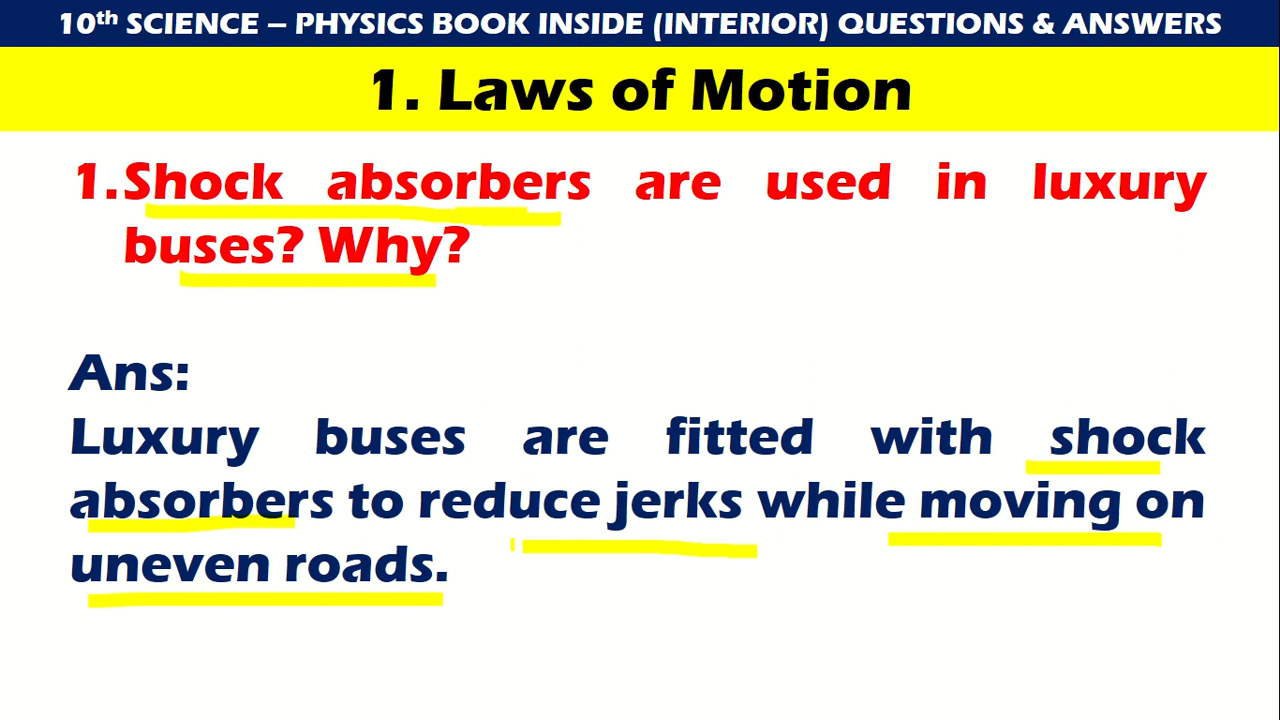 10th SCIENCE – PHYSICS BOOK INSIDE (INTERIOR) QUESTIONS & ANSWERS
1. Laws of Motion
1. Shock absorbers are used in luxury
buses? Why?
Ans:
Luxury buses are fitted with shock
absorbers to reduce jerks while moving on
uneven roads.